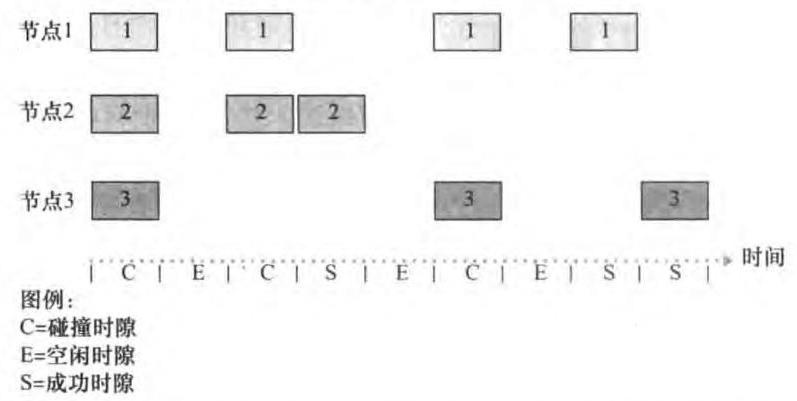 节点1 1 1 1 1
节点2 2 2 2
节点3 3 3 3
时间
| C | E | C | S | E | C | E | S | S |
图例：
C=碰撞时隙
E=空闲时隙
S=成功时隙